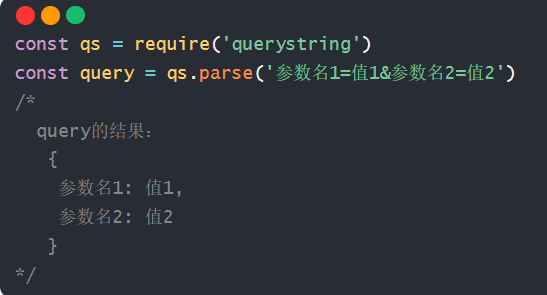 const qs = require('querystring')
const query = qs.parse('参数名1=值1&参数名2=值2')
/*
  query的结果:
   {
    参数名1: 值1,
    参数名2: 值2
   }
*/